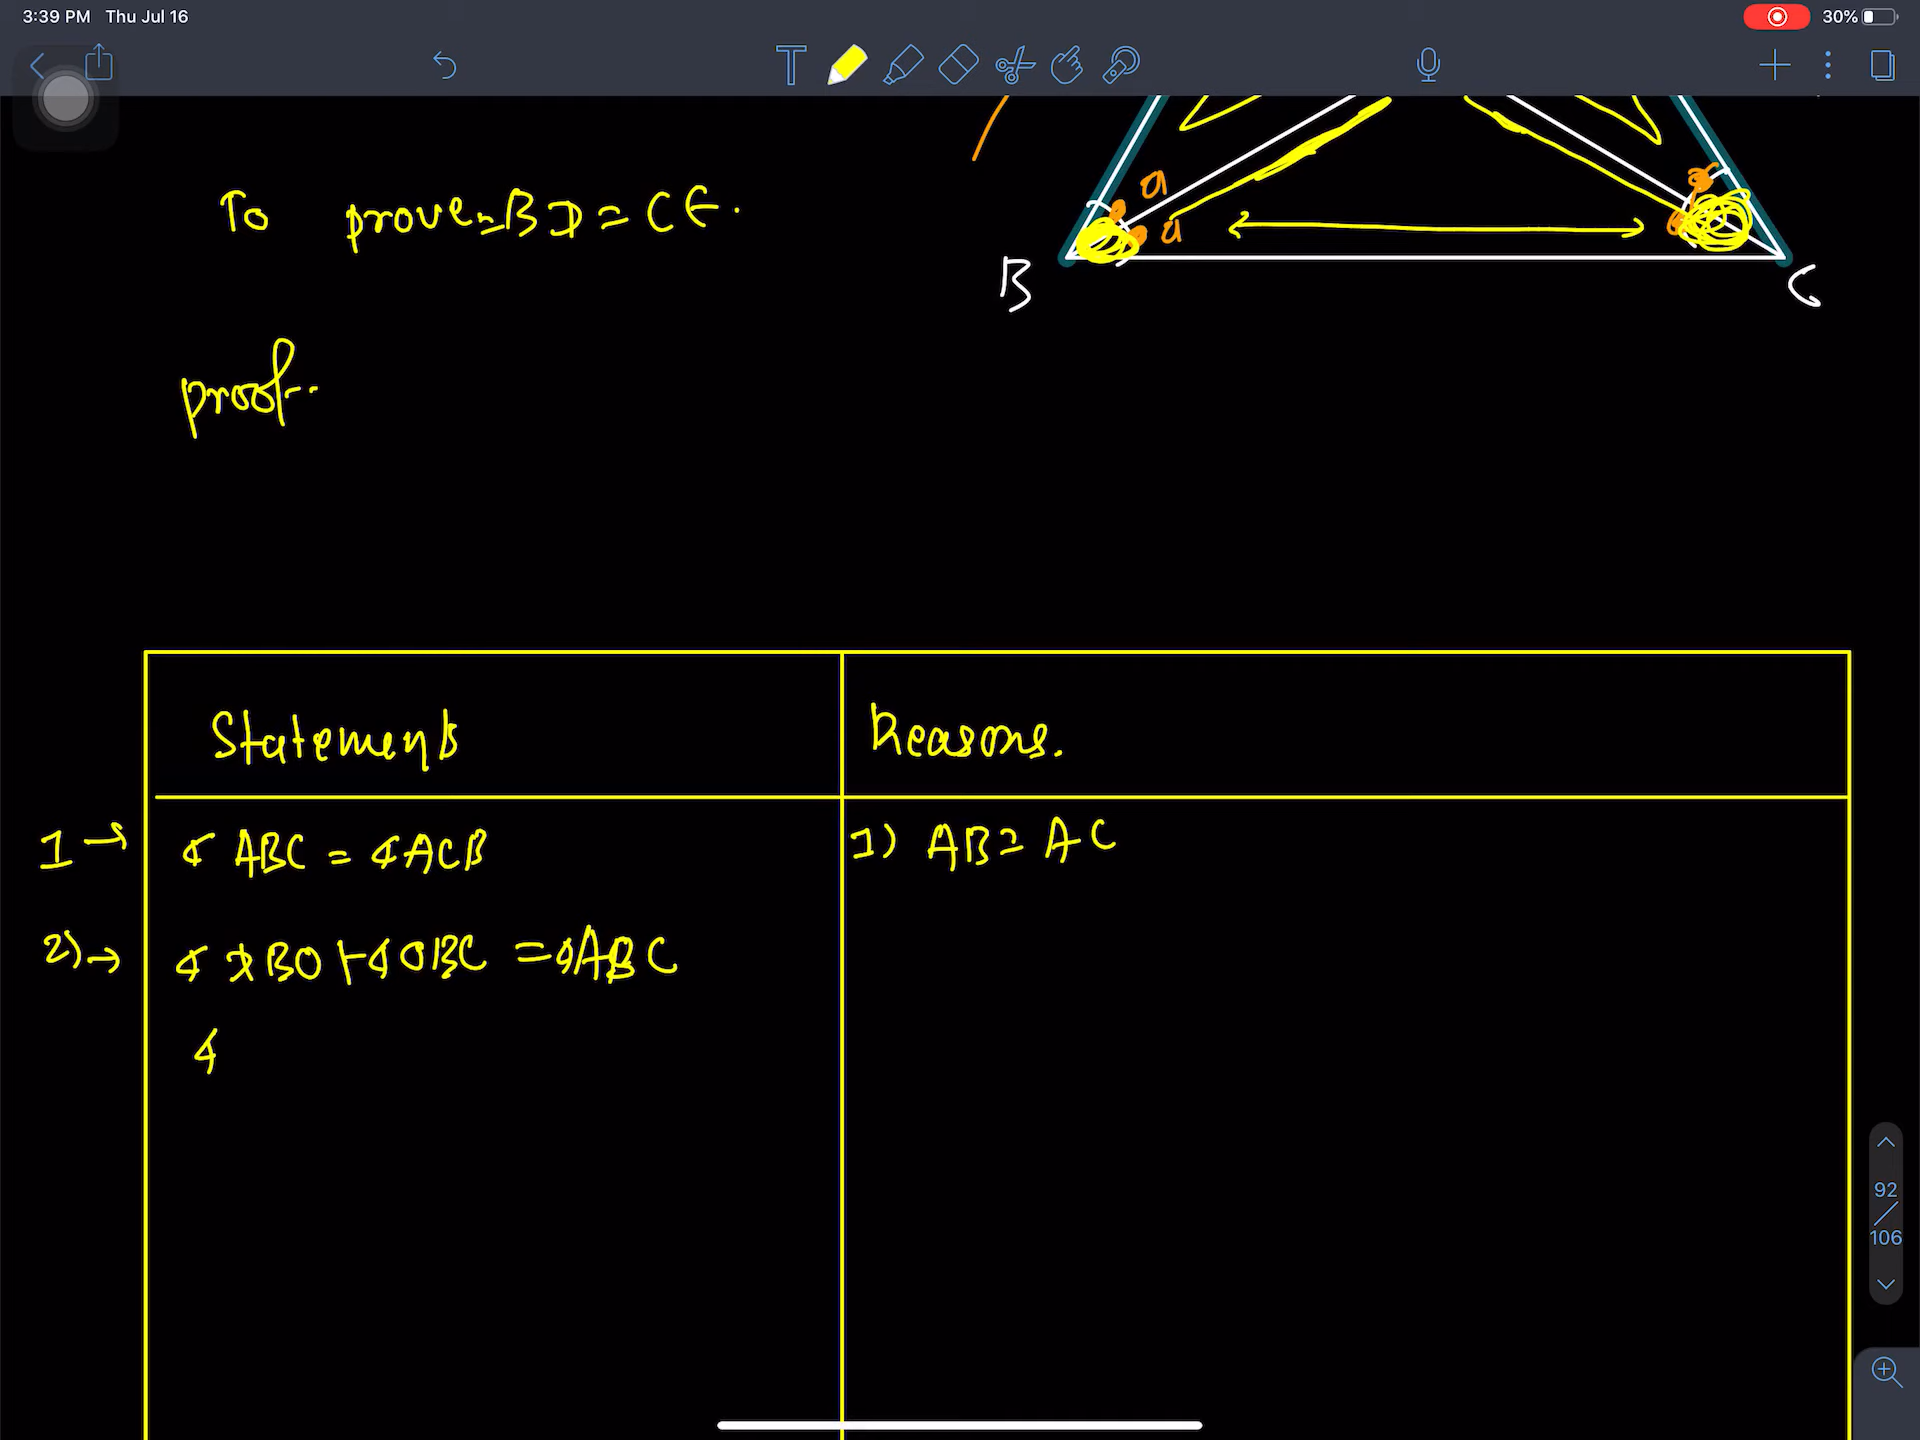 3:39 PM Thu Jul 16
30%
T
To prove = BD = CE.
a
a
B
C
proof..
Statements
Reasons.
1 → ∡ ABC = ∡ACB
1) AB = AC
2) → ∡ XBO + ∡OBC = ∡ABC
∡
92
106